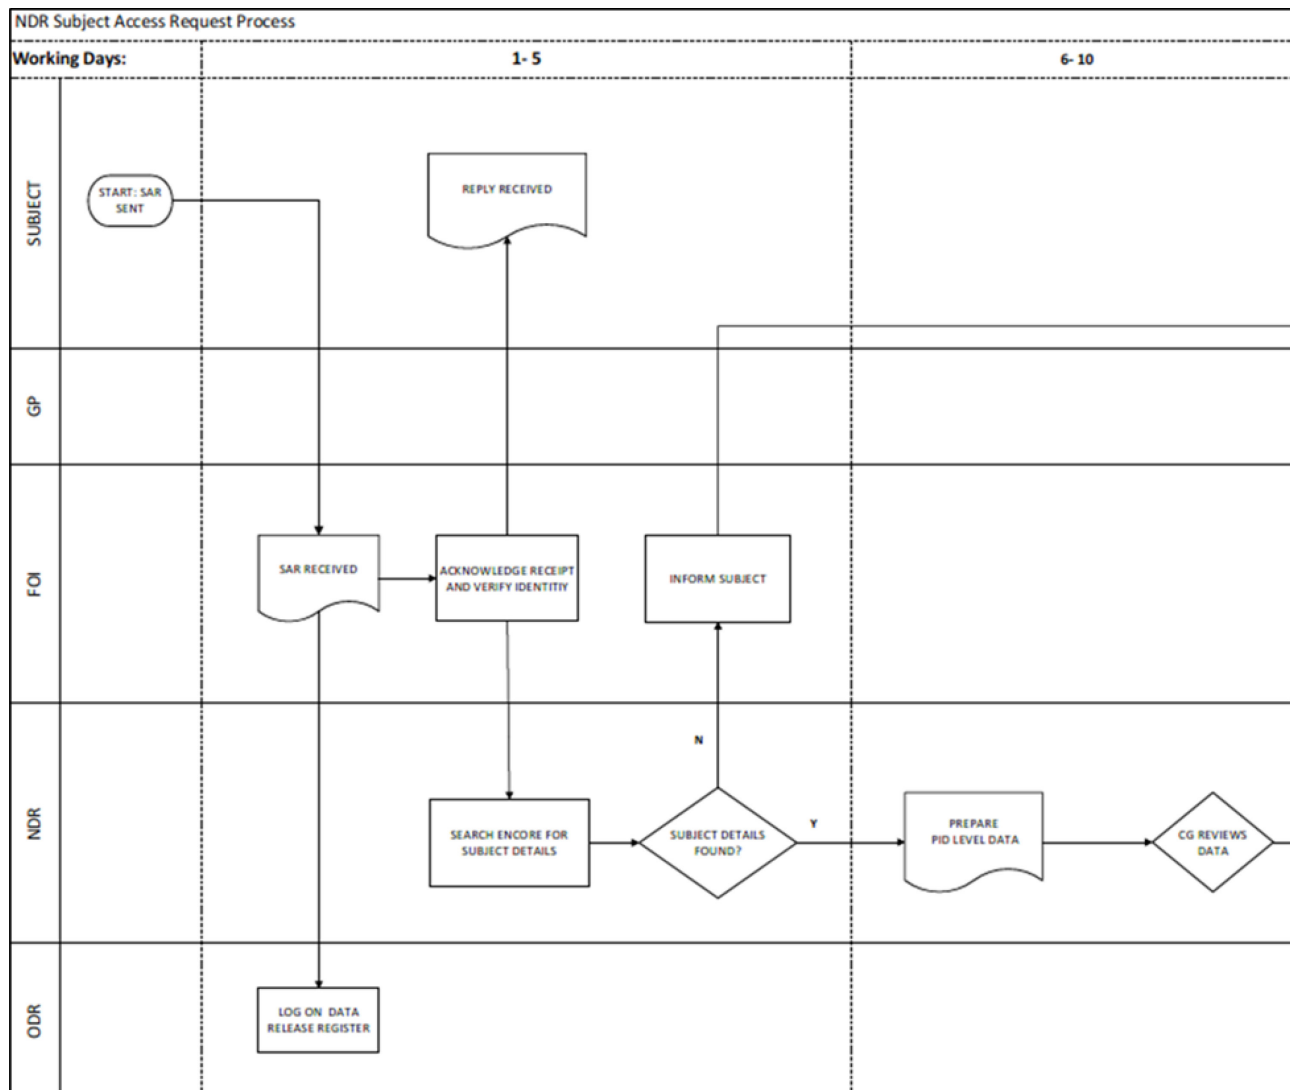 NDR Subject Access Request Process
Working Days:
1- 5
6- 10
SUBJECT
START: SAR
SENT
REPLY RECEIVED
GP
FOI
SAR RECEIVED
ACKNOWLEDGE RECEIPT
AND VERIFY IDENTITIY
INFORM SUBJECT
NDR
N
SEARCH ENCORE FOR
SUBJECT DETAILS
SUBJECT DETAILS
FOUND?
Y
PREPARE
PID LEVEL DATA
CG REVIEWS
DATA
ODR
LOG ON DATA
RELEASE REGISTER